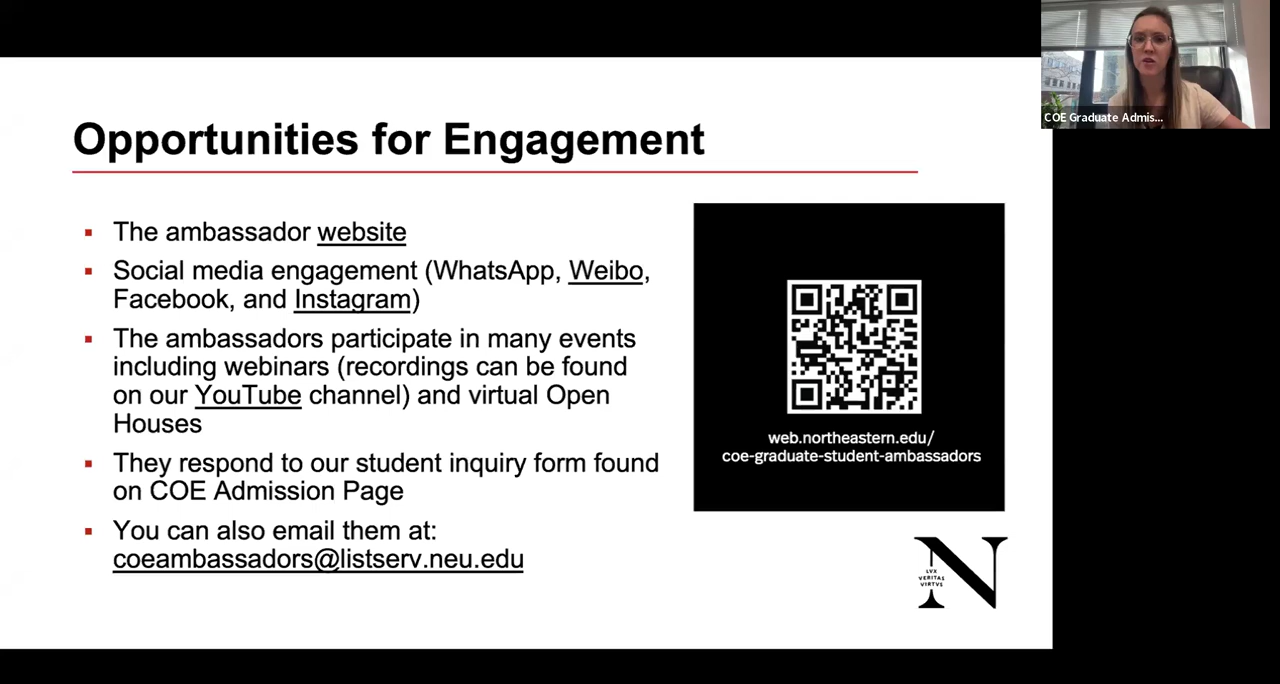 COE Graduate Admis...
Opportunities for Engagement
The ambassador website
Social media engagement (WhatsApp, Weibo,
Facebook, and Instagram)
The ambassadors participate in many events
including webinars (recordings can be found
on our YouTube channel) and virtual Open
Houses
They respond to our student inquiry form found
on COE Admission Page
You can also email them at:
coeambassadors@listserv.neu.edu
web.northeastern.edu/
coe-graduate-student-ambassadors
N
LVX
VERITAS
VIRTVS